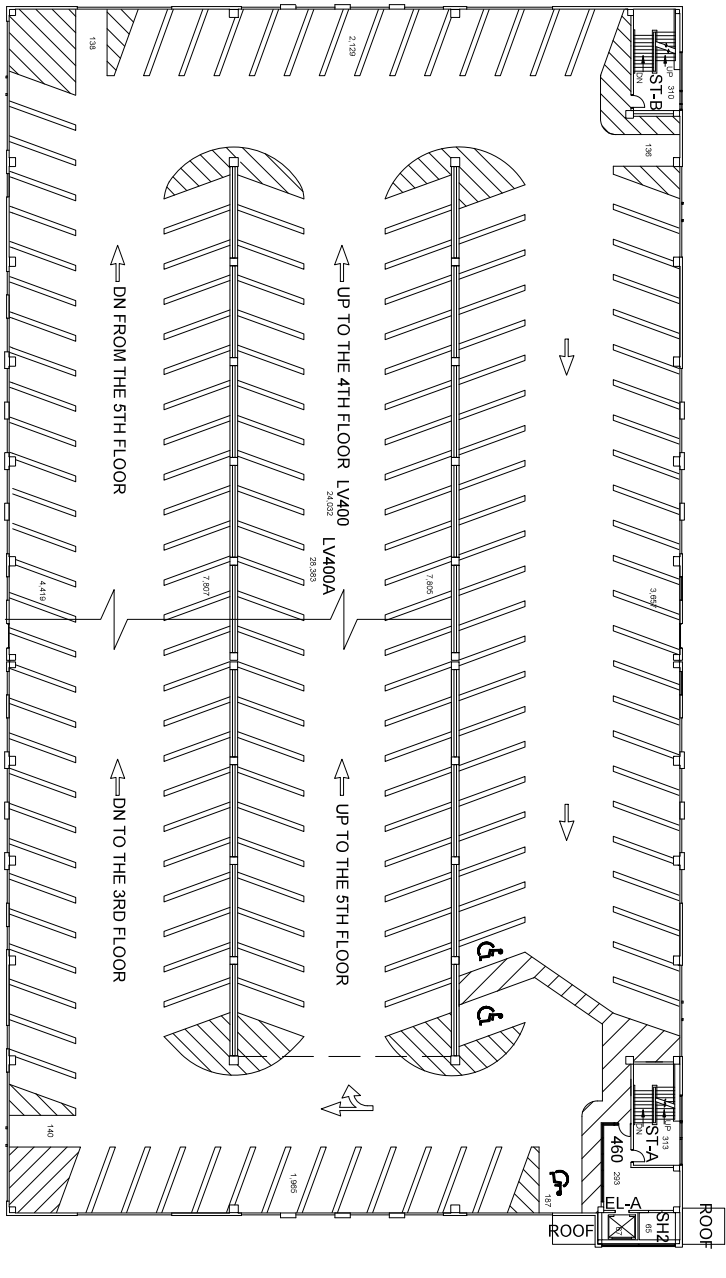 138
2,129
UP
310
DN
ST-B
136
DN FROM THE 5TH FLOOR
UP TO THE 4TH FLOOR
LV400
24,032
LV400A
28,383
4,419
7,807
7,805
DN TO THE 3RD FLOOR
UP TO THE 5TH FLOOR
UP
313
DN
ST-A
140
460
293
1,965
187
EL-A
65
SH2
ROOF
ROOF